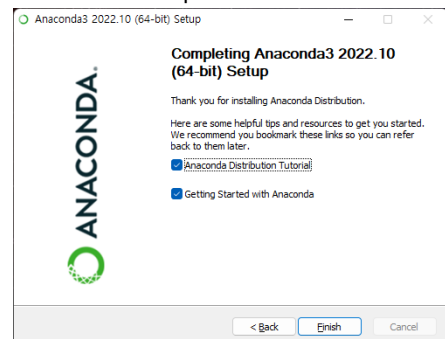 Anaconda3 2022.10 (64-bit) Setup
Completing Anaconda3 2022.10
(64-bit) Setup
Thank you for installing Anaconda Distribution.
Here are some helpful tips and resources to get you started.
We recommend you bookmark these links so you can refer
back to them later.
Anaconda Distribution Tutorial
Getting Started with Anaconda
ANACONDA.
< Back
Finish
Cancel